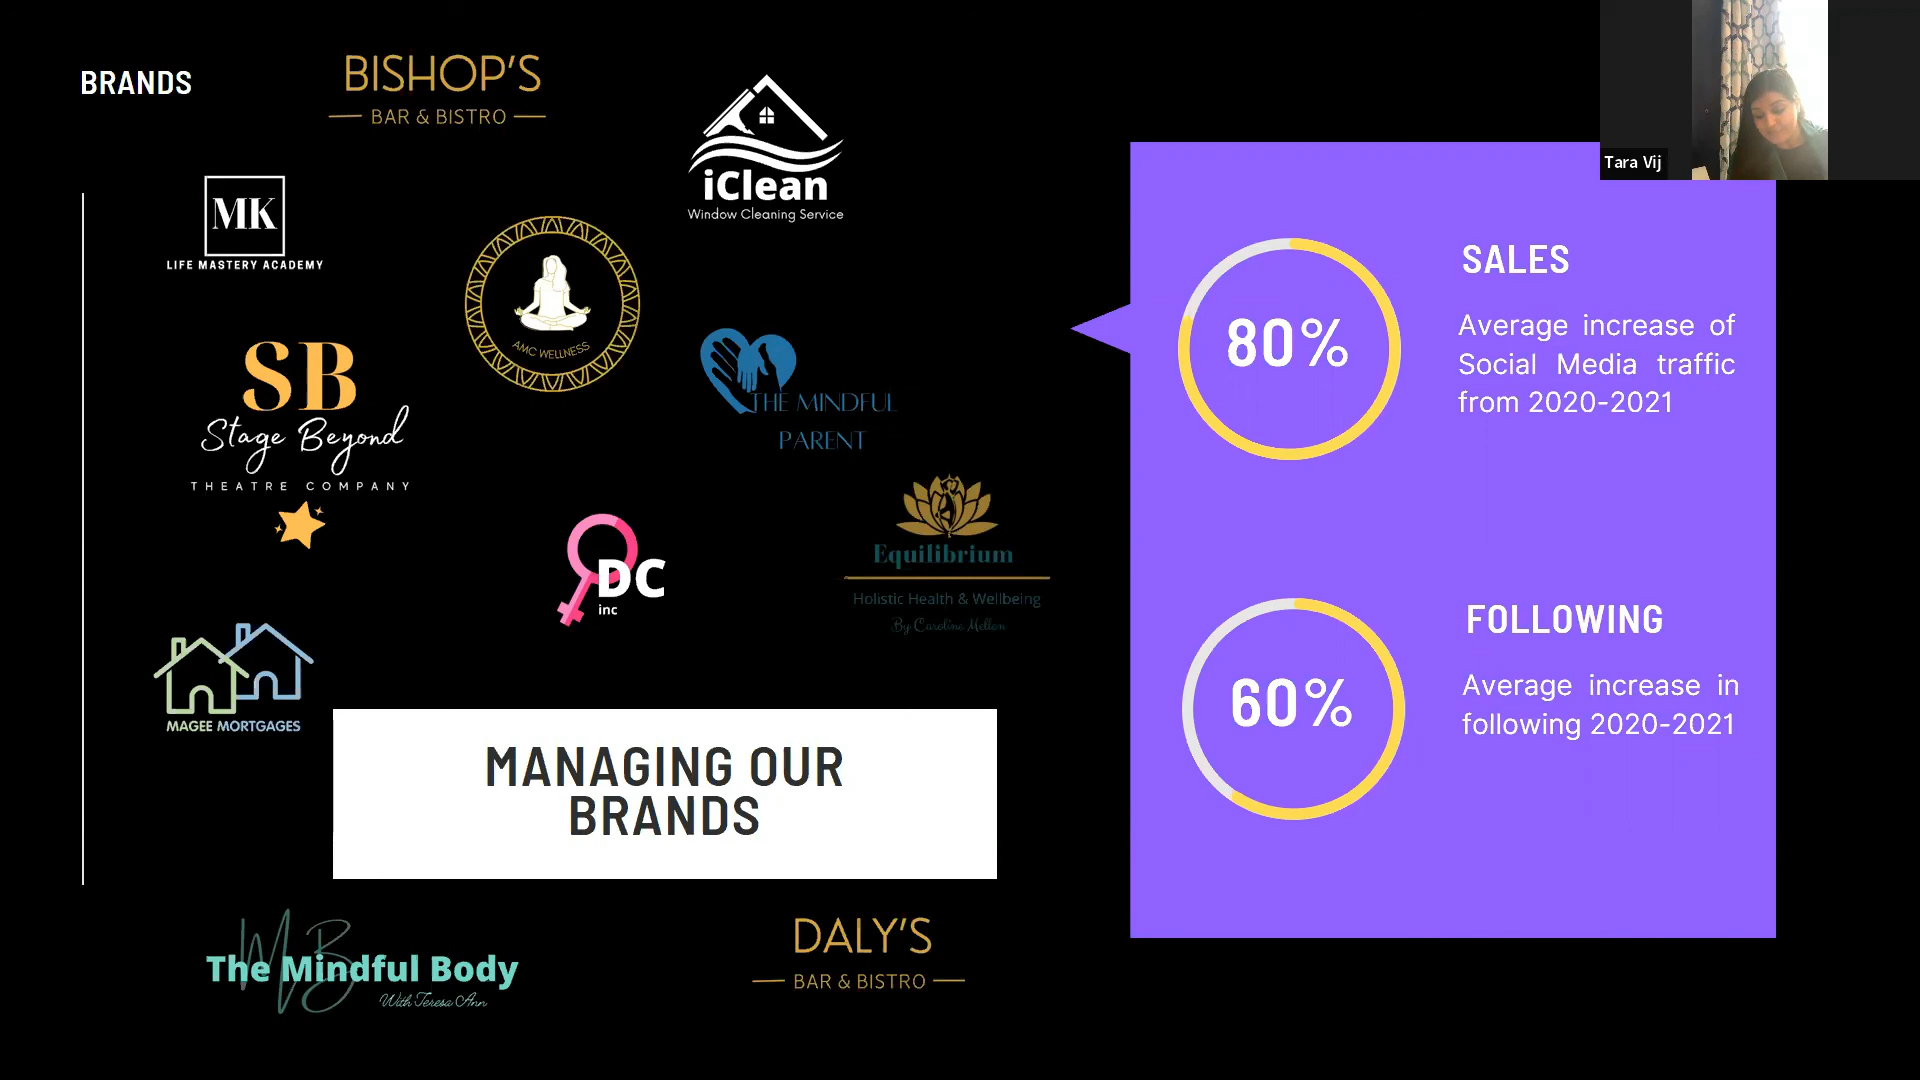 BRANDS
BISHOP'S
BAR & BISTRO
iClean
Window Cleaning Service
MK
LIFE MASTERY ACADEMY
AMC WELLNESS
SB
Stage Beyond
THEATRE COMPANY
THE MINDFUL
PARENT
DC
inc
Equilibrium
Holistic Health & Wellbeing
By Caroline Mellon
MAGEE MORTGAGES
MANAGING OUR
BRANDS
MB
The Mindful Body
With Teresa Ann
DALY'S
BAR & BISTRO
Tara Vij
80%
SALES
Average increase of
Social Media traffic
from 2020-2021
60%
FOLLOWING
Average increase in
following 2020-2021